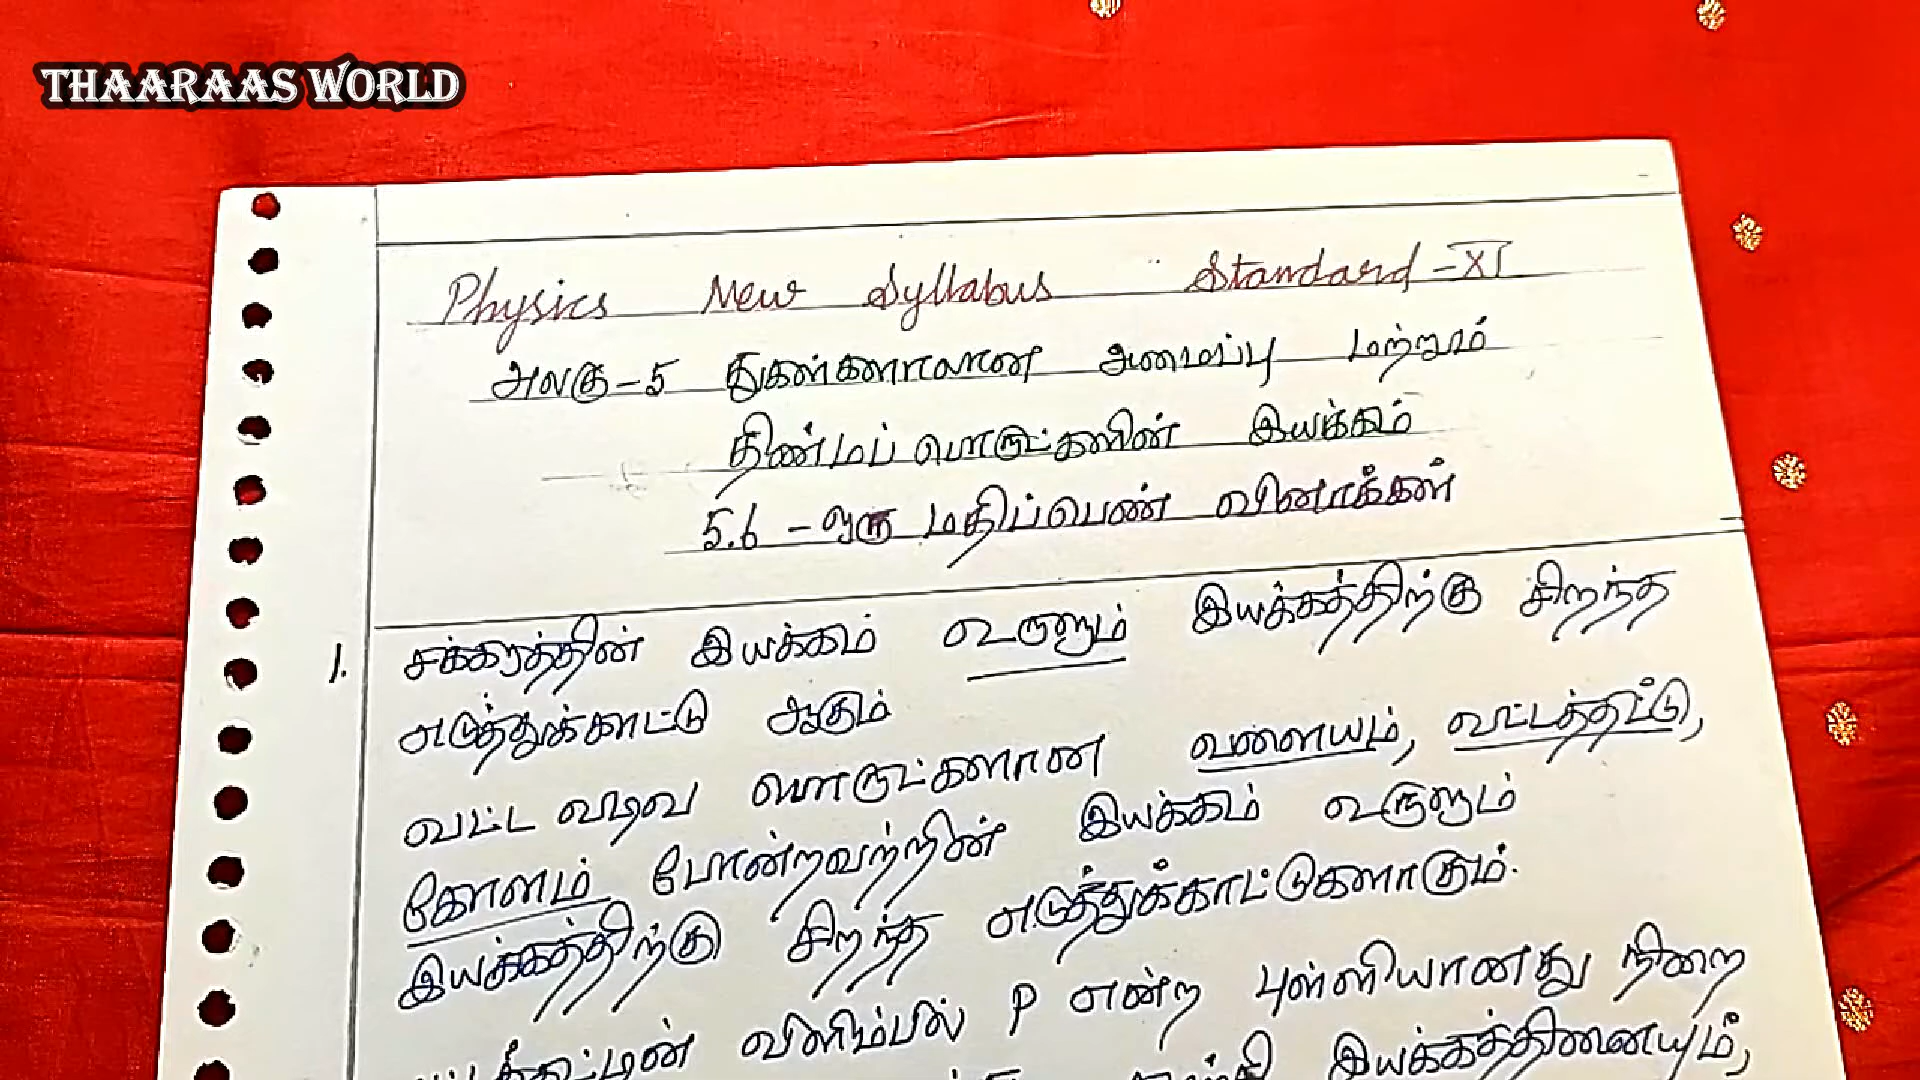 THAARAAS WORLD
Physics New Syllabus Standard - XI
அலகு - 5 துகள்களாலான அமைப்பு மற்றும்
திண்மப் பொருட்களின் இயக்கம்
5.6 - ஒரு மதிப்பெண் வினாக்கள்
1. சக்கரத்தின் இயக்கம் உருளும் இயக்கத்திற்கு சிறந்த
எடுத்துக்காட்டு ஆகும்
வட்ட வடிவ பொருட்களான வளையம், வட்டத்தட்டு,
கோளம் போன்றவற்றின் இயக்கம் உருளும்
இயக்கத்திற்கு சிறந்த எடுத்துக்காட்டுகளாகும்.
விளிம்பில் P என்ற புள்ளியானது நிறை
இயக்கத்தினையும்,